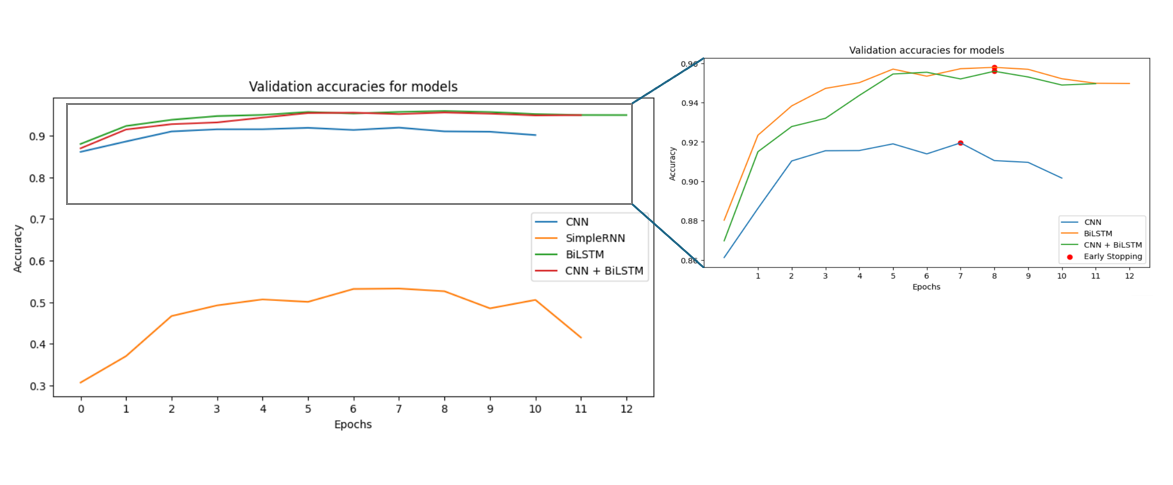 Validation accuracies for models
Accuracy
0.9
0.8
0.7
0.6
0.5
0.4
0.3
0 1 2 3 4 5 6 7 8 9 10 11 12
Epochs
CNN
SimpleRNN
BiLSTM
CNN + BiLSTM
Validation accuracies for models
Accuracy
0.96
0.94
0.92
0.90
0.88
0.86
1 2 3 4 5 6 7 8 9 10 11 12
Epochs
CNN
BiLSTM
CNN + BiLSTM
Early Stopping